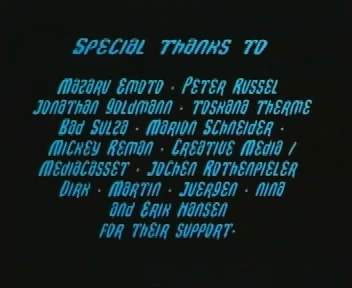 Special thanks to
Mazaru Emoto · Peter Russel
Jonathan Goldmann · Toskana Therme
Bad Sulza · Marion Schneider ·
Mickey Reman · Creative Media /
Mediacasset · Jochen Rothenpieler
Dirk · Martin · Juergen · Nina
and Erik Hansen
for their support.